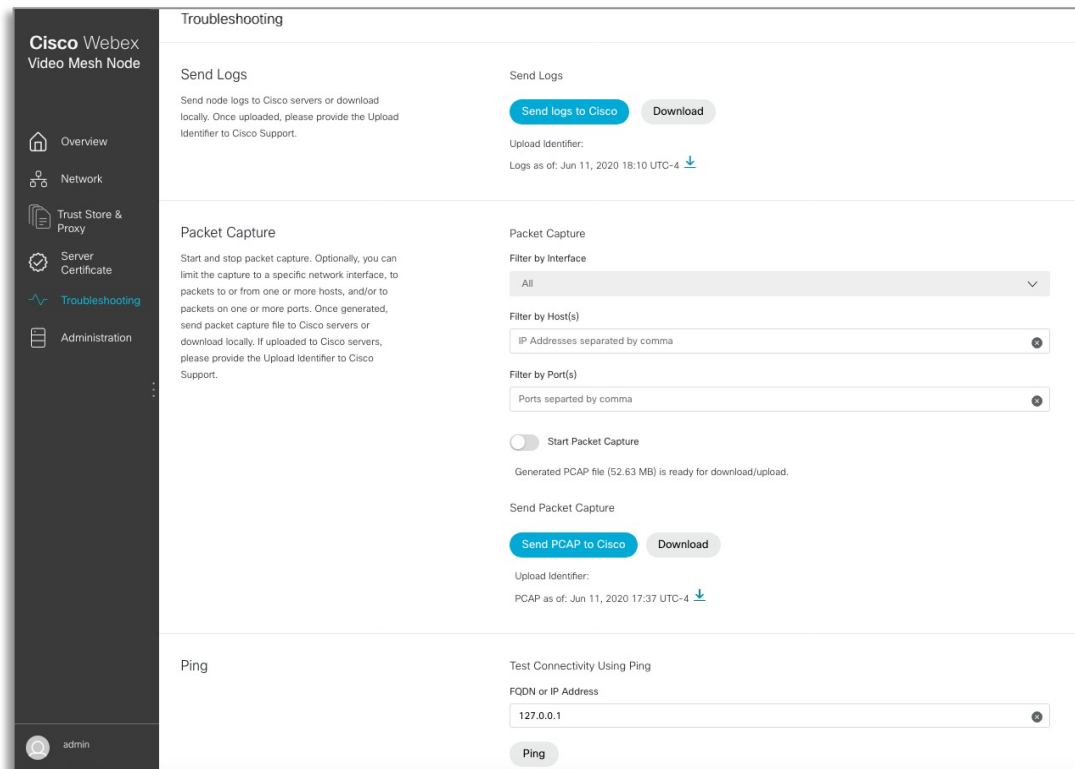 Cisco Webex
Video Mesh Node
Overview
Network
Trust Store &
Proxy
Server
Certificate
Troubleshooting
Administration
admin
Troubleshooting
Send Logs
Send node logs to Cisco servers or download
locally. Once uploaded, please provide the Upload
Identifier to Cisco Support.
Send Logs
Send logs to Cisco
Download
Upload Identifier:
Logs as of: Jun 11, 2020 18:10 UTC-4
Packet Capture
Start and stop packet capture. Optionally, you can
limit the capture to a specific network interface, to
packets to or from one or more hosts, and/or to
packets on one or more ports. Once generated,
send packet capture file to Cisco servers or
download locally. If uploaded to Cisco servers,
please provide the Upload Identifier to Cisco
Support.
Packet Capture
Filter by Interface
All
Filter by Host(s)
IP Addresses separated by comma
Filter by Port(s)
Ports separted by comma
Start Packet Capture
Generated PCAP file (52.63 MB) is ready for download/upload.
Send Packet Capture
Send PCAP to Cisco
Download
Upload Identifier:
PCAP as of: Jun 11, 2020 17:37 UTC-4
Ping
Test Connectivity Using Ping
FQDN or IP Address
127.0.0.1
Ping